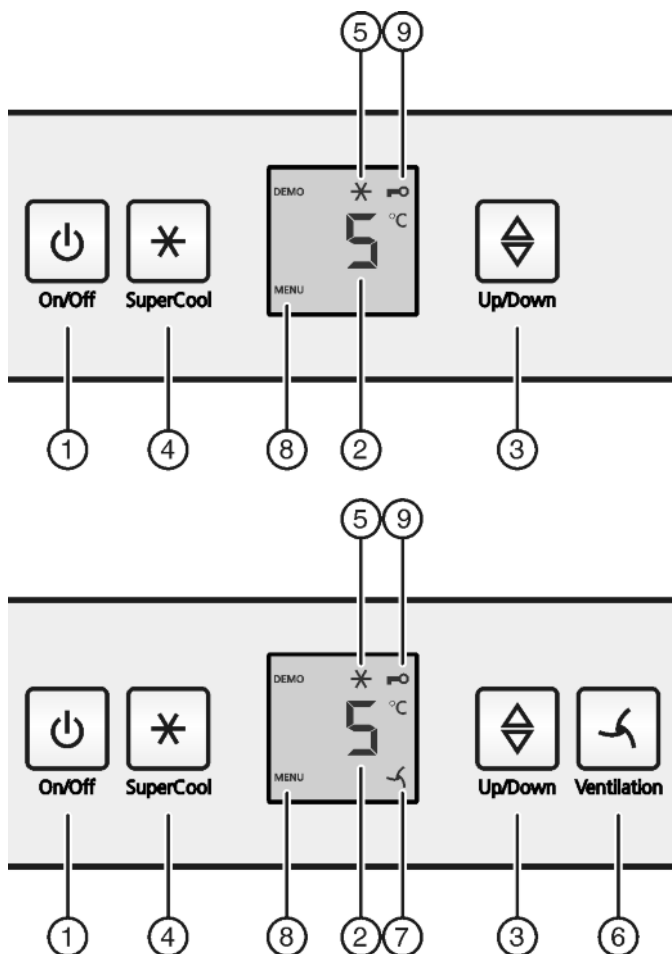 5 9
DEMO
5 °C
MENU
On/Off SuperCool Up/Down
1 4 8 2 3
5 9
DEMO
5 °C
MENU
On/Off SuperCool Up/Down Ventilation
1 4 8 2 7 3 6